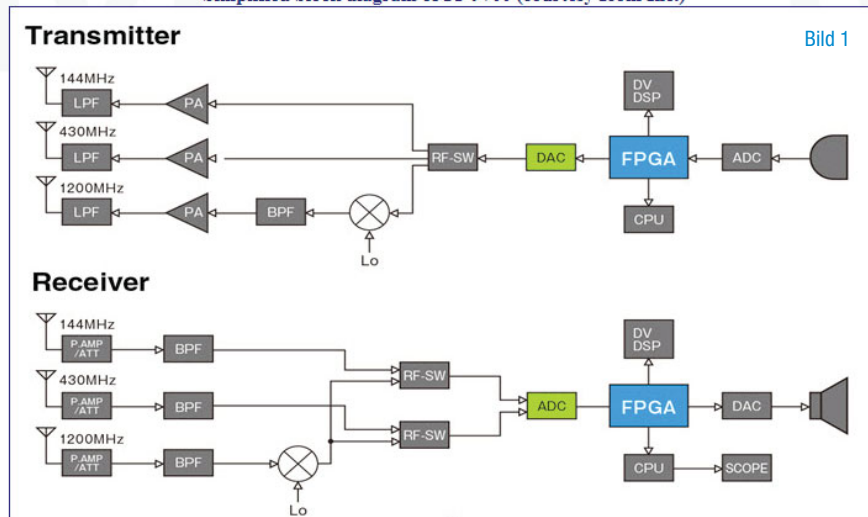 Transmitter
Bild 1
144MHz
LPF
PA
DV
DSP
430MHz
LPF
PA
RF-SW
DAC
FPGA
ADC
1200MHz
LPF
PA
BPF
CPU
Lo
Receiver
144MHz
P.AMP
/ATT
BPF
DV
DSP
RF-SW
430MHz
P.AMP
/ATT
BPF
ADC
FPGA
DAC
RF-SW
1200MHz
P.AMP
/ATT
BPF
CPU
SCOPE
Lo